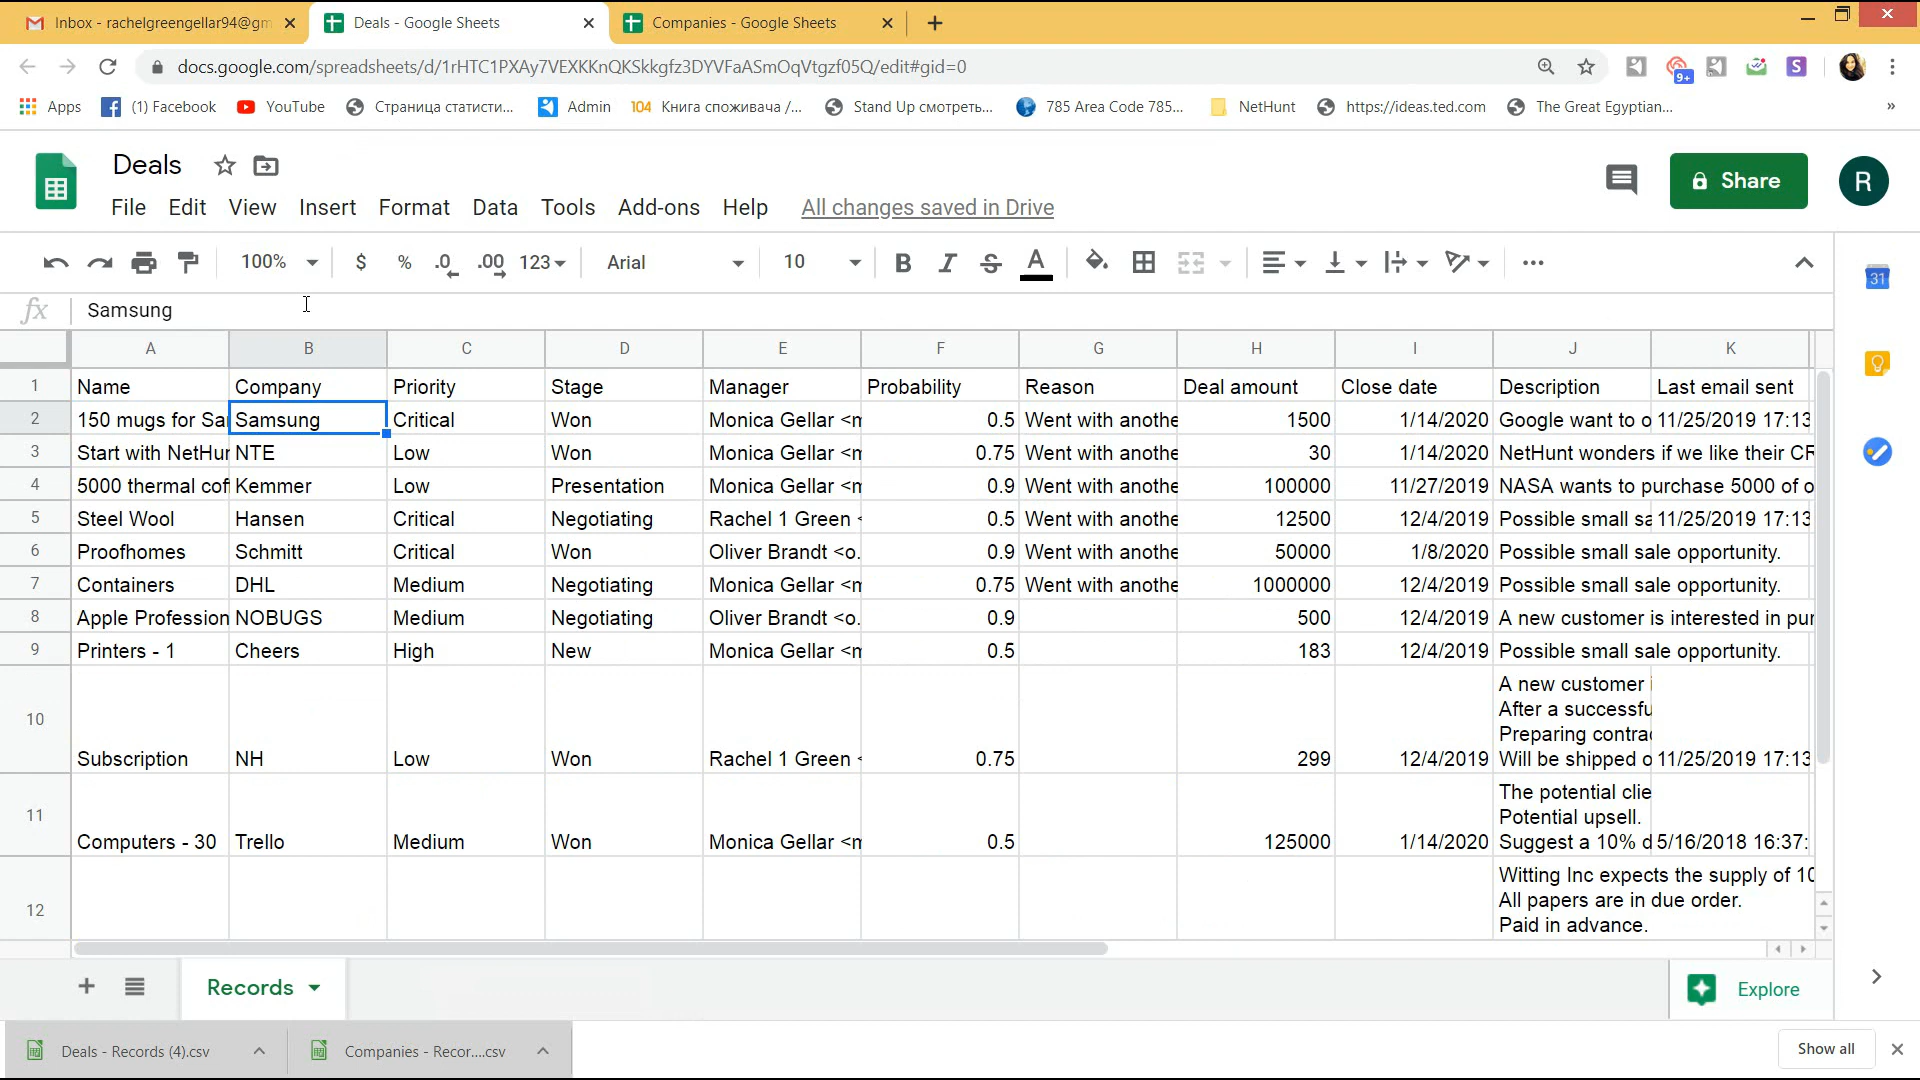 Inbox - rachelgreengellar94@gm
Deals - Google Sheets
Companies - Google Sheets
docs.google.com/spreadsheets/d/1rHTC1PXAy7VEXKKnQKSkkgfz3DYVFaASmOqVtgzf05Q/edit#gid=0
9+
S
Apps
(1) Facebook
YouTube
Страница статисти...
Admin
104 Книга споживача /...
Stand Up смотреть...
785 Area Code 785...
NetHunt
https://ideas.ted.com
The Great Egyptian...
»
Deals
Share
R
File Edit View Insert Format Data Tools Add-ons Help All changes saved in Drive
100% $ % .0 .00 123 Arial 10 B I S A
31
fx Samsung
A B C D E F G H I J K
1 Name Company Priority Stage Manager Probability Reason Deal amount Close date Description Last email sent
2 150 mugs for Sa Samsung Critical Won Monica Gellar <m 0.5 Went with anothe 1500 1/14/2020 Google want to o 11/25/2019 17:13
3 Start with NetHun NTE Low Won Monica Gellar <m 0.75 Went with anothe 30 1/14/2020 NetHunt wonders if we like their CR
4 5000 thermal coff Kemmer Low Presentation Monica Gellar <m 0.9 Went with anothe 100000 11/27/2019 NASA wants to purchase 5000 of o
5 Steel Wool Hansen Critical Negotiating Rachel 1 Green < 0.5 Went with anothe 12500 12/4/2019 Possible small sa 11/25/2019 17:13
6 Proofhomes Schmitt Critical Won Oliver Brandt <o. 0.9 Went with anothe 50000 1/8/2020 Possible small sale opportunity.
7 Containers DHL Medium Negotiating Monica Gellar <m 0.75 Went with anothe 1000000 12/4/2019 Possible small sale opportunity.
8 Apple Profession NOBUGS Medium Negotiating Oliver Brandt <o. 0.9 500 12/4/2019 A new customer is interested in pur
9 Printers - 1 Cheers High New Monica Gellar <m 0.5 183 12/4/2019 Possible small sale opportunity.
A new customer i
After a successfu
10 Preparing contrac
Subscription NH Low Won Rachel 1 Green < 0.75 299 12/4/2019 Will be shipped o 11/25/2019 17:13
The potential clie
11 Potential upsell.
Computers - 30 Trello Medium Won Monica Gellar <m 0.5 125000 1/14/2020 Suggest a 10% d 5/16/2018 16:37:
Witting Inc expects the supply of 10
12 All papers are in due order.
Paid in advance.
Records
Explore
Deals - Records (4).csv
Companies - Recor....csv
Show all